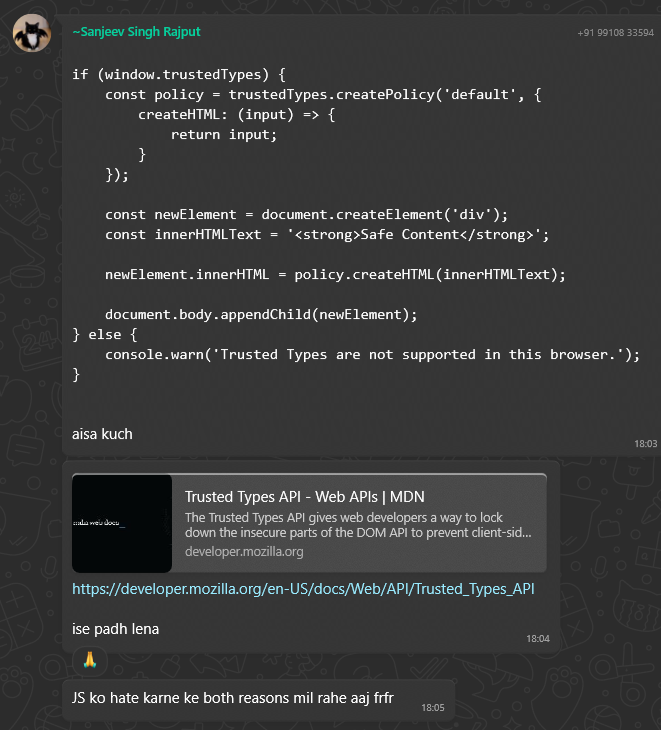 ~Sanjeev Singh Rajput
+91 99108 33594
if (window.trustedTypes) {
    const policy = trustedTypes.createPolicy('default', {
        createHTML: (input) => {
            return input;
        }
    });
    const newElement = document.createElement('div');
    const innerHTMLText = '<strong>Safe Content</strong>';
    newElement.innerHTML = policy.createHTML(innerHTMLText);
    document.body.appendChild(newElement);
} else {
    console.warn('Trusted Types are not supported in this browser.');
}
aisa kuch
18:03
mdn web docs_
Trusted Types API - Web APIs | MDN
The Trusted Types API gives web developers a way to lock
down the insecure parts of the DOM API to prevent client-sid...
developer.mozilla.org
https://developer.mozilla.org/en-US/docs/Web/API/Trusted_Types_API
ise padh lena
18:04
🙏
JS ko hate karne ke both reasons mil rahe aaj frfr
18:05